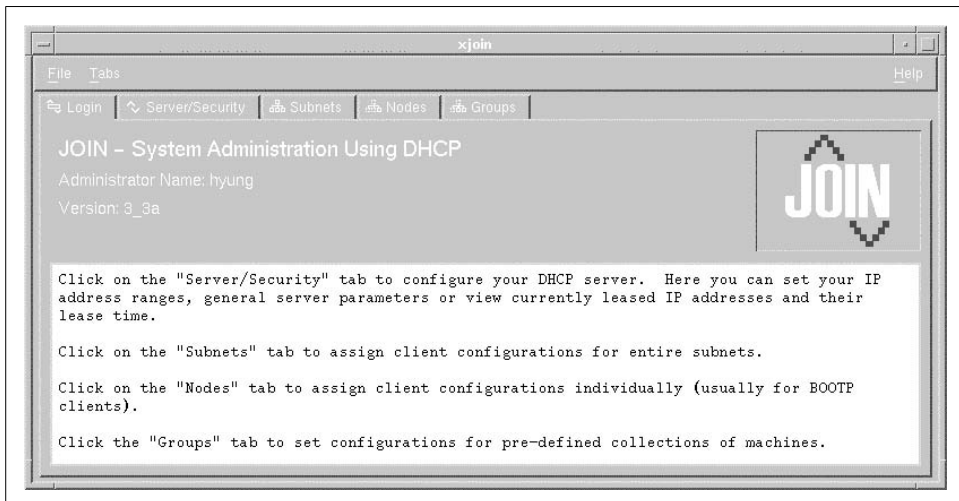 xjoin
File Tabs Help
Login Server/Security Subnets Nodes Groups
JOIN – System Administration Using DHCP
Administrator Name: hyung
Version: 3_3a
JOIN
Click on the "Server/Security" tab to configure your DHCP server.  Here you can set your IP
address ranges, general server parameters or view currently leased IP addresses and their
lease time.
Click on the "Subnets" tab to assign client configurations for entire subnets.
Click on the "Nodes" tab to assign client configurations individually (usually for BOOTP
clients).
Click the "Groups" tab to set configurations for pre-defined collections of machines.